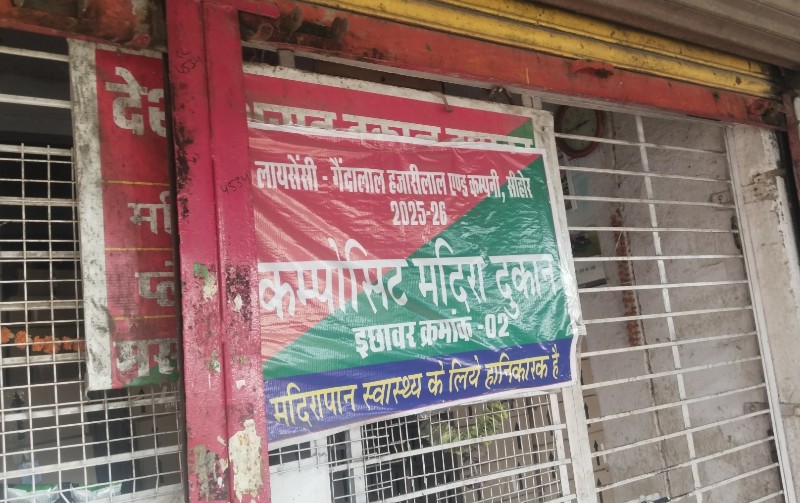 लायसेंसी - गेंदालाल हजारीलाल एण्ड कम्पनी, सीहोर
2025-26
कम्पोसिट मदिरा दुकान
इछावर क्रमांक -02
मदिरापान स्वास्थ्य के लिये हानिकारक है